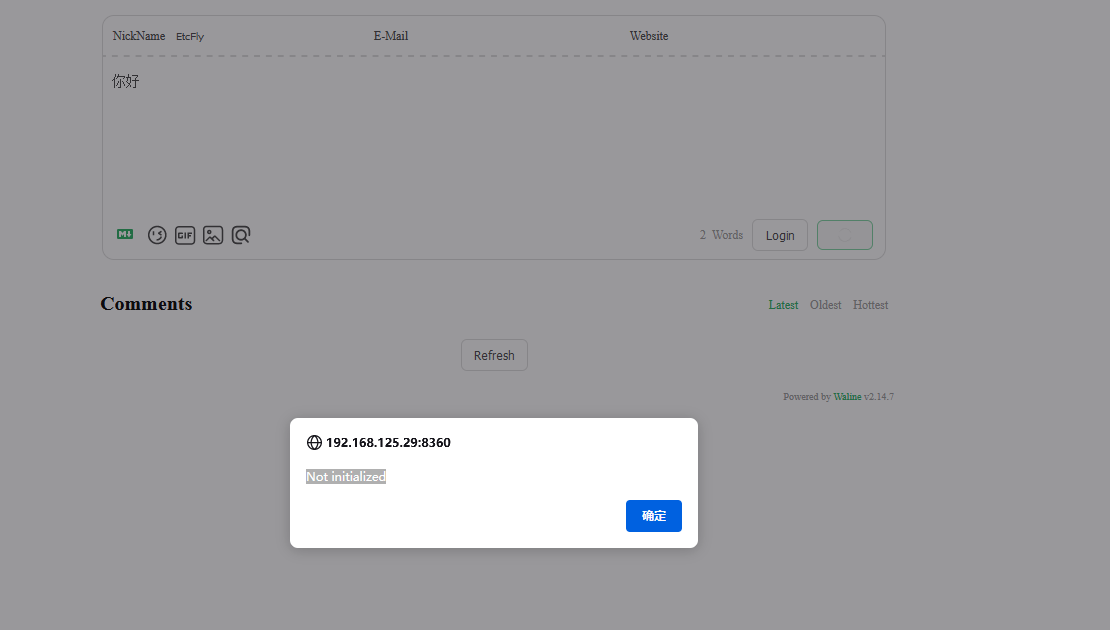 NickName EtcFly E-Mail Website
你好
M GIF 2 Words Login
Comments Latest Oldest Hottest
Refresh
Powered by Waline v2.14.7
192.168.125.29:8360
Not initialized
确定